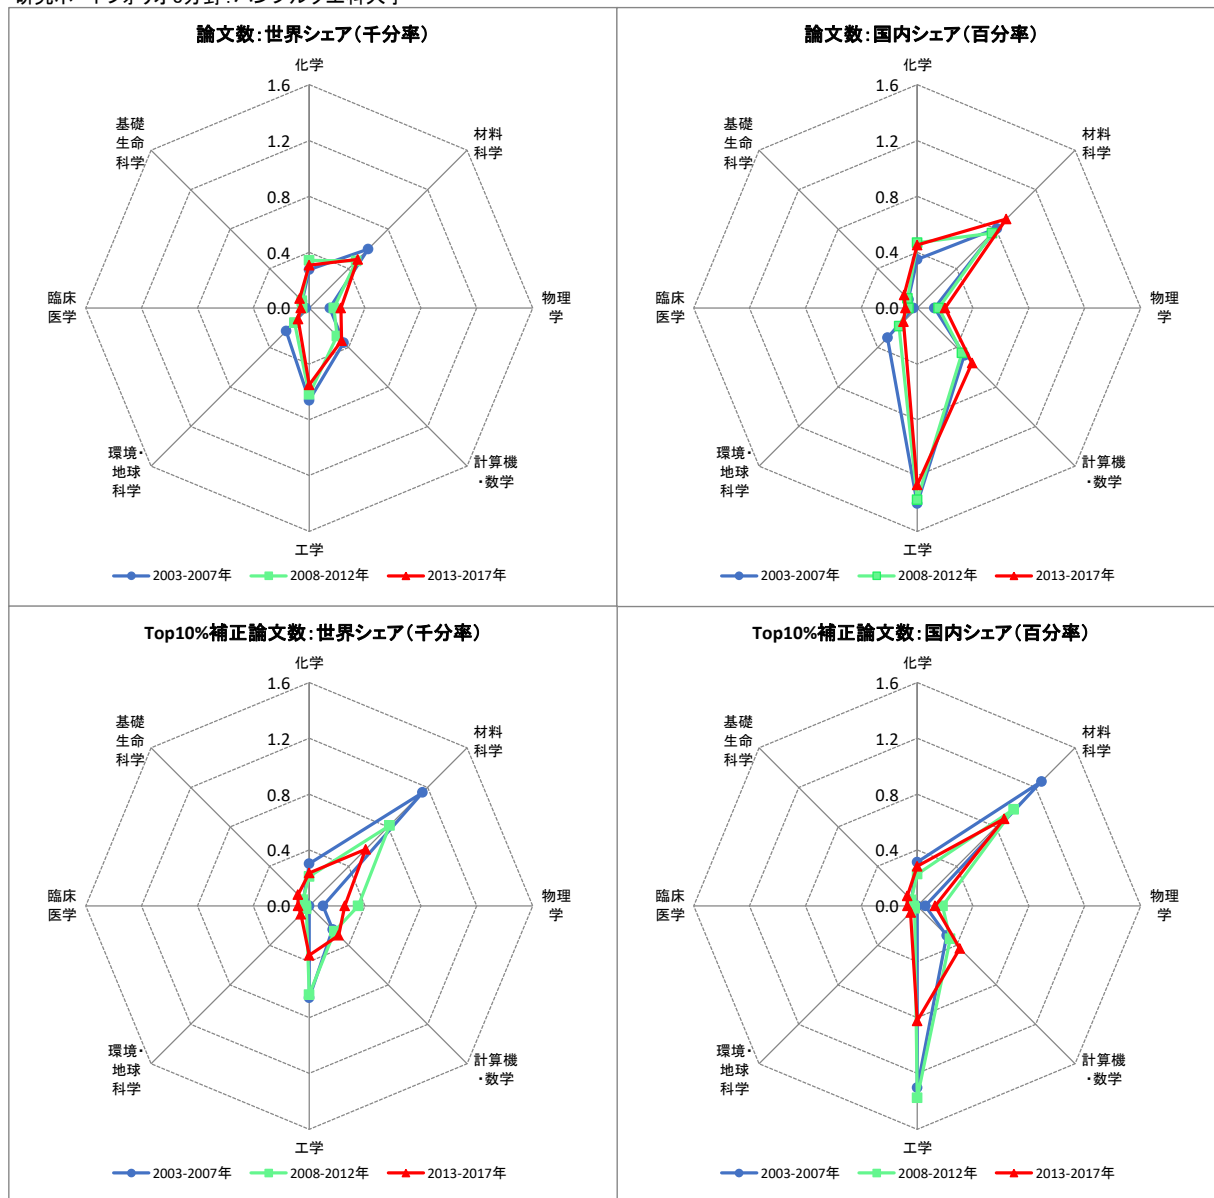 論文数：世界シェア（千分率）
化学
1.6
1.2
0.8
0.4
0.0
材料
科学
物理
学
計算機
・数学
工学
環境・
地球
科学
臨床
医学
基礎
生命
科学
2003-2007年
2008-2012年
2013-2017年
論文数：国内シェア（百分率）
化学
1.6
1.2
0.8
0.4
0.0
材料
科学
物理
学
計算機
・数学
工学
環境・
地球
科学
臨床
医学
基礎
生命
科学
2003-2007年
2008-2012年
2013-2017年
Top10%補正論文数：世界シェア（千分率）
化学
1.6
1.2
0.8
0.4
0.0
材料
科学
物理
学
計算機
・数学
工学
環境・
地球
科学
臨床
医学
基礎
生命
科学
2003-2007年
2008-2012年
2013-2017年
Top10%補正論文数：国内シェア（百分率）
化学
1.6
1.2
0.8
0.4
0.0
材料
科学
物理
学
計算機
・数学
工学
環境・
地球
科学
臨床
医学
基礎
生命
科学
2003-2007年
2008-2012年
2013-2017年